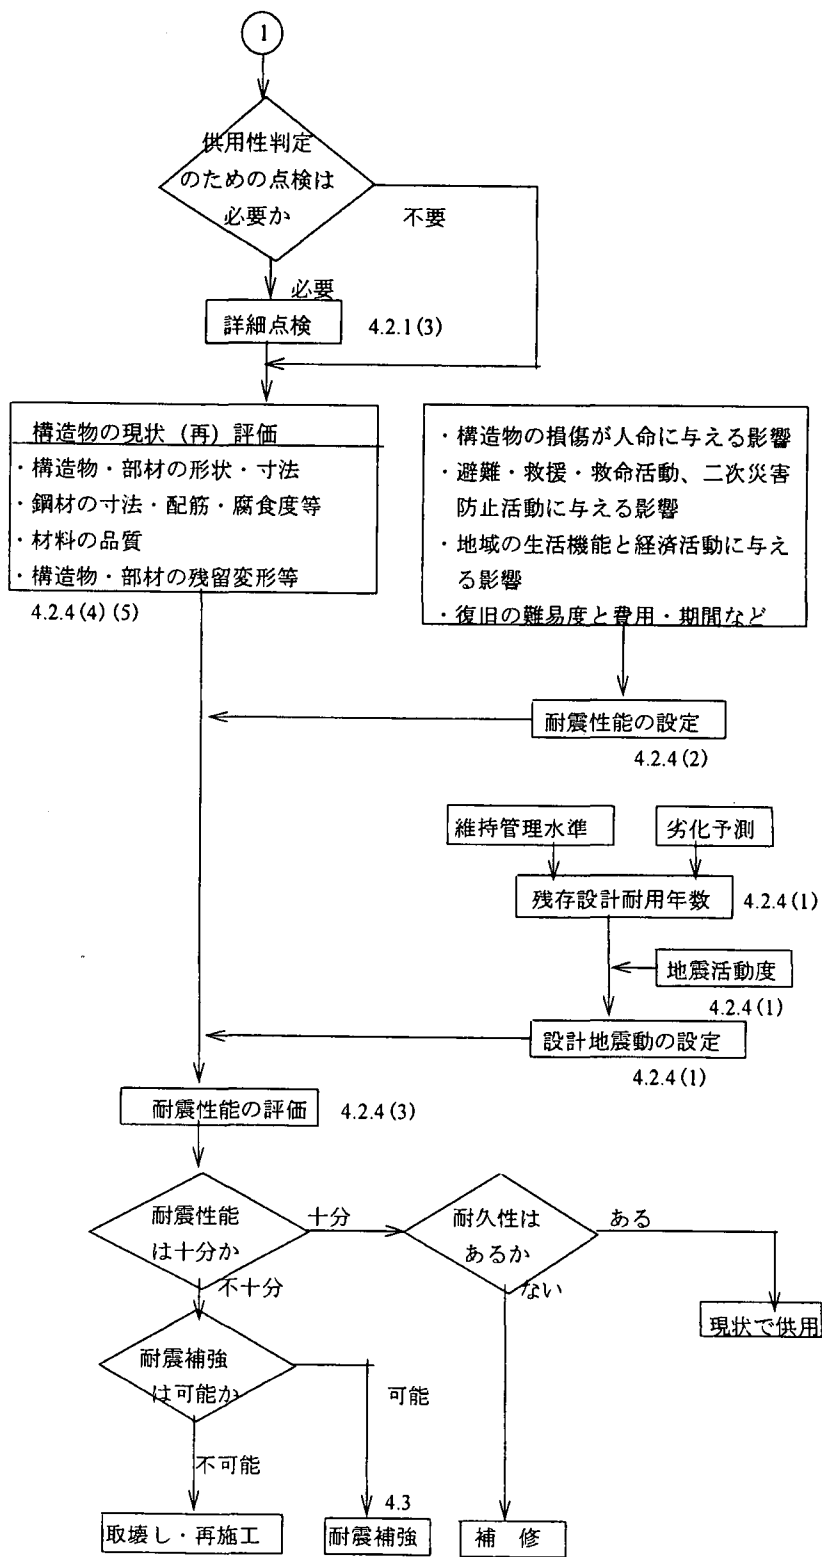 1
供用性判定
のための点検は
必要か
不要
必要
詳細点検
4.2.1(3)
構造物の現状(再)評価
・構造物・部材の形状・寸法
・鋼材の寸法・配筋・腐食度等
・材料の品質
・構造物・部材の残留変形等
4.2.4(4)(5)
・構造物の損傷が人命に与える影響
・避難・救援・救命活動、二次災害
防止活動に与える影響
・地域の生活機能と経済活動に与え
る影響
・復旧の難易度と費用・期間など
耐震性能の設定
4.2.4(2)
維持管理水準
劣化予測
残存設計耐用年数
4.2.4(1)
地震活動度
4.2.4(1)
設計地震動の設定
4.2.4(1)
耐震性能の評価
4.2.4(3)
耐震性能
は十分か
十分
耐久性は
あるか
ある
不十分
ない
現状で供用
耐震補強
は可能か
可能
不可能
4.3
取壊し・再施工
耐震補強
補 修